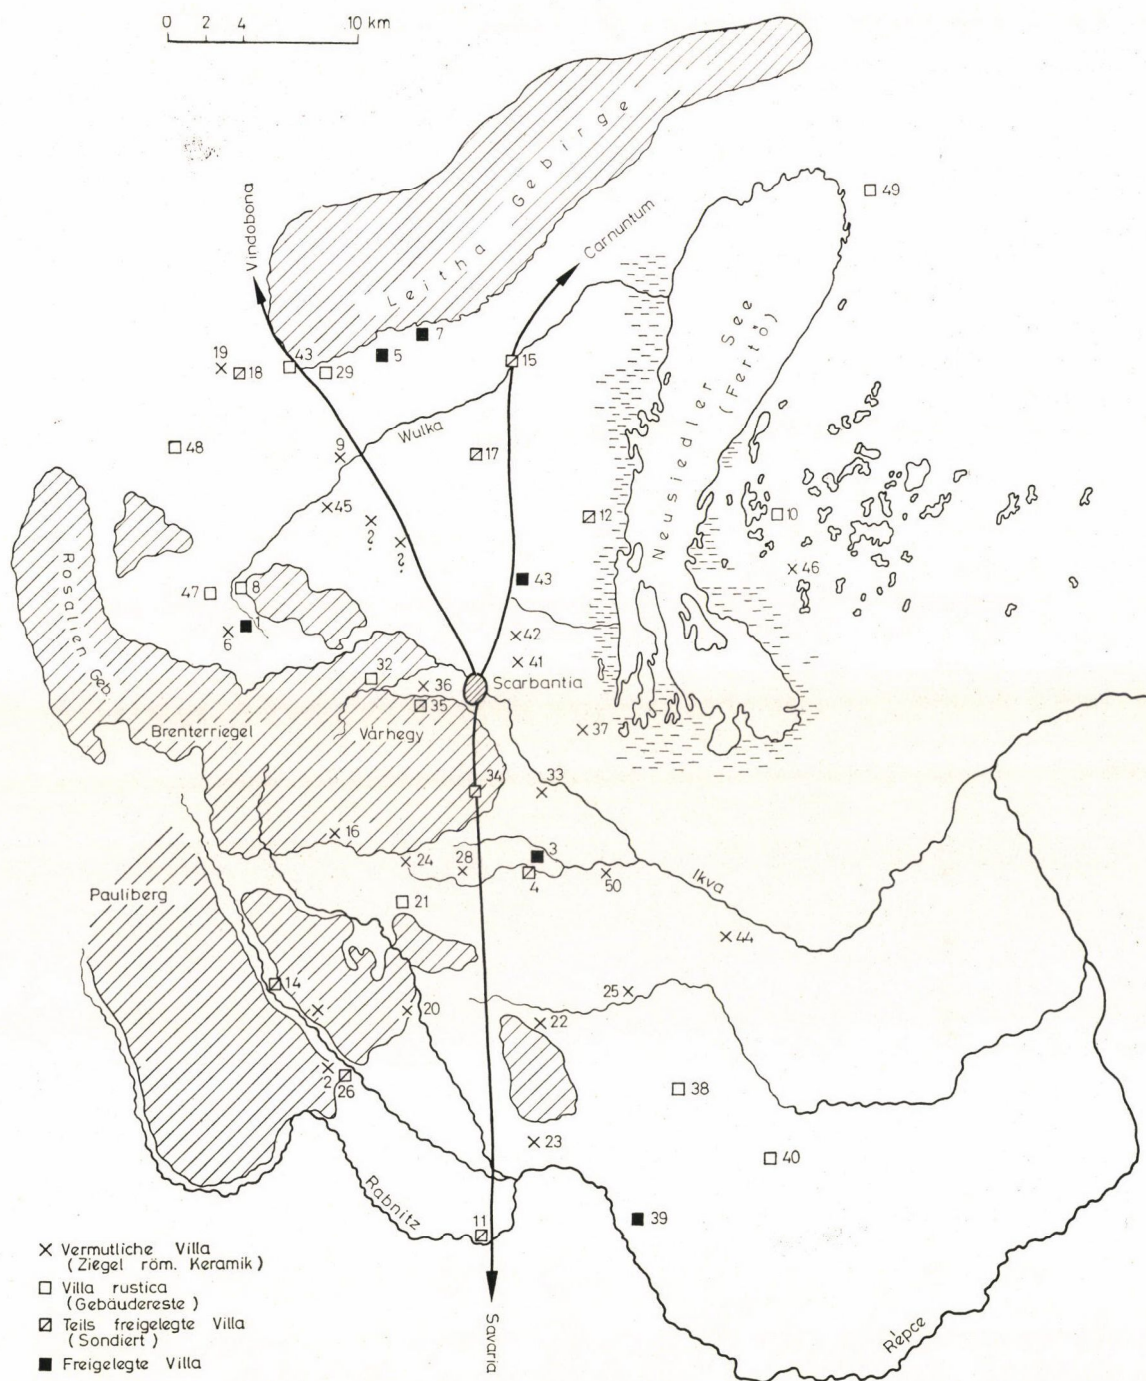 0 2 4 10 km
Leitha Gebirge
Vindobona
Carnuntum
49
7
5
19
18
43
29
15
Neusiedler See
(Fertő)
48
9
Wulka
17
45
?
?
12
10
46
Rosalien Geb.
47
8
1
6
43
42
41
32
36
35
Scarbantia
37
Brenterriegel
Várhegy
34
33
16
24
28
3
4
50
Ikva
Pauliberg
21
44
14
20
25
22
2
26
38
23
40
Rabnitz
11
39
Répce
Savaria
× Vermutliche Villa
(Ziegel röm. Keramik)
□ Villa rustica
(Gebäudereste)
Teils freigelegte Villa
(Sondiert)
■ Freigelegte Villa